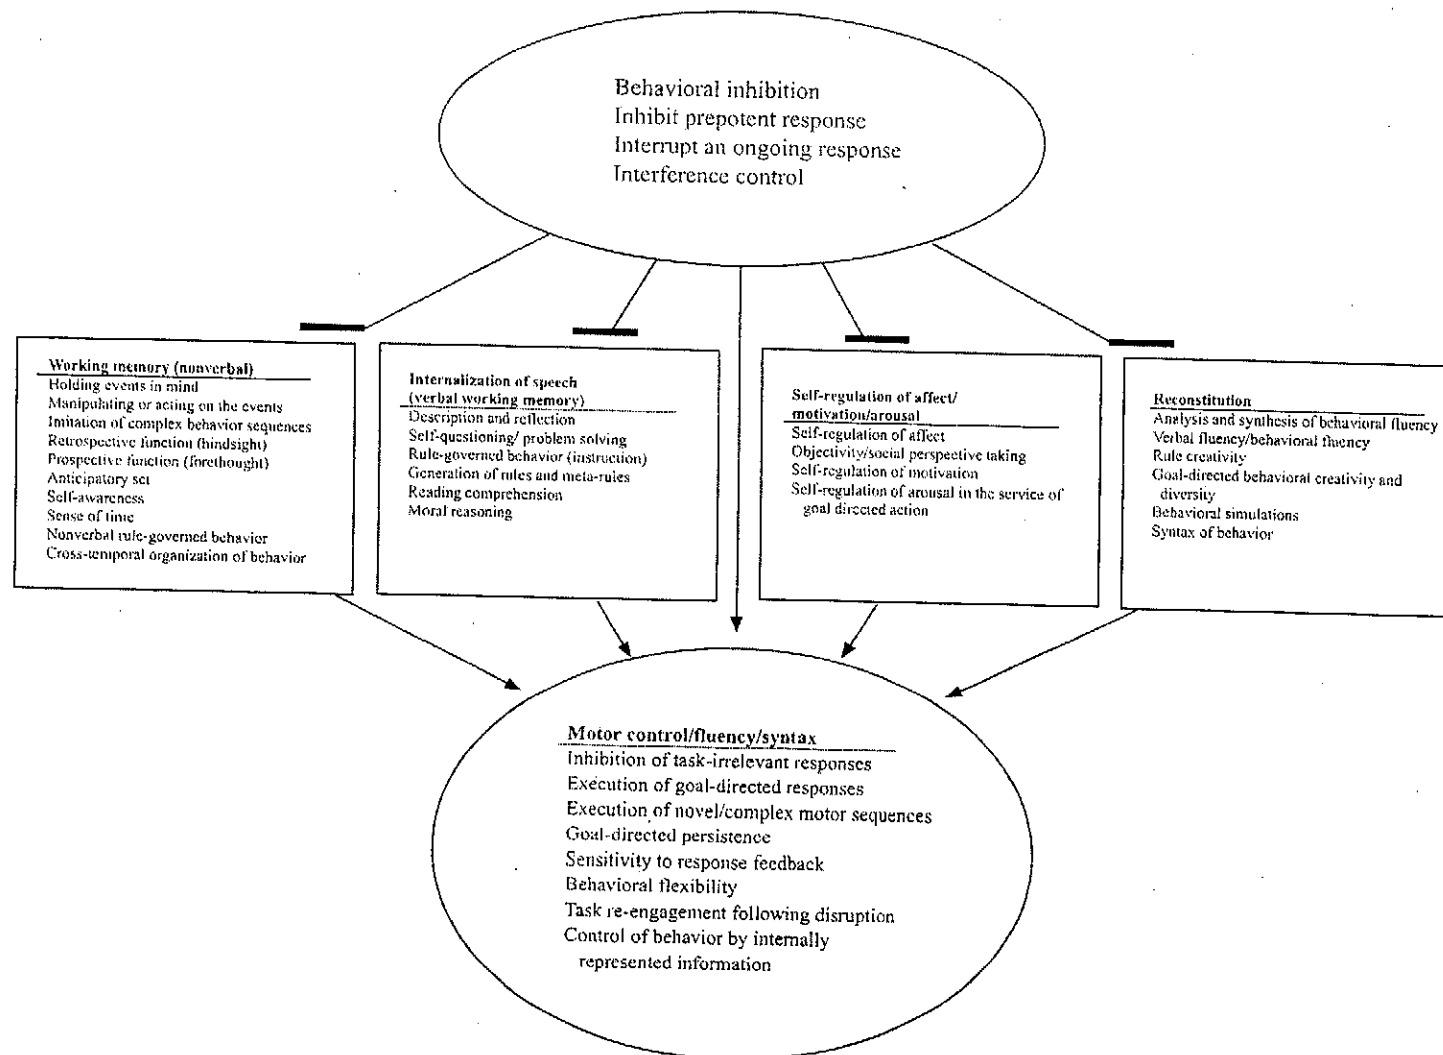 Behavioral inhibition
Inhibit prepotent response
Interrupt an ongoing response
Interference control
Working memory (nonverbal)
Holding events in mind
Manipulating or acting on the events
Imitation of complex behavior sequences
Retrospective function (hindsight)
Prospective function (forethought)
Anticipatory set
Self-awareness
Sense of time
Nonverbal rule-governed behavior
Cross-temporal organization of behavior
Internalization of speech
(verbal working memory)
Description and reflection
Self-questioning/ problem solving
Rule-governed behavior (instruction)
Generation of rules and meta-rules
Reading comprehension
Moral reasoning
Self-regulation of affect/
motivation/arousal
Self-regulation of affect
Objectivity/social perspective taking
Self-regulation of motivation
Self-regulation of arousal in the service of
goal directed action
Reconstitution
Analysis and synthesis of behavioral fluency
Verbal fluency/behavioral fluency
Rule creativity
Goal-directed behavioral creativity and
diversity
Behavioral simulations
Syntax of behavior
Motor control/fluency/syntax
Inhibition of task-irrelevant responses
Execution of goal-directed responses
Execution of novel/complex motor sequences
Goal-directed persistence
Sensitivity to response feedback
Behavioral flexibility
Task re-engagement following disruption
Control of behavior by internally
represented information